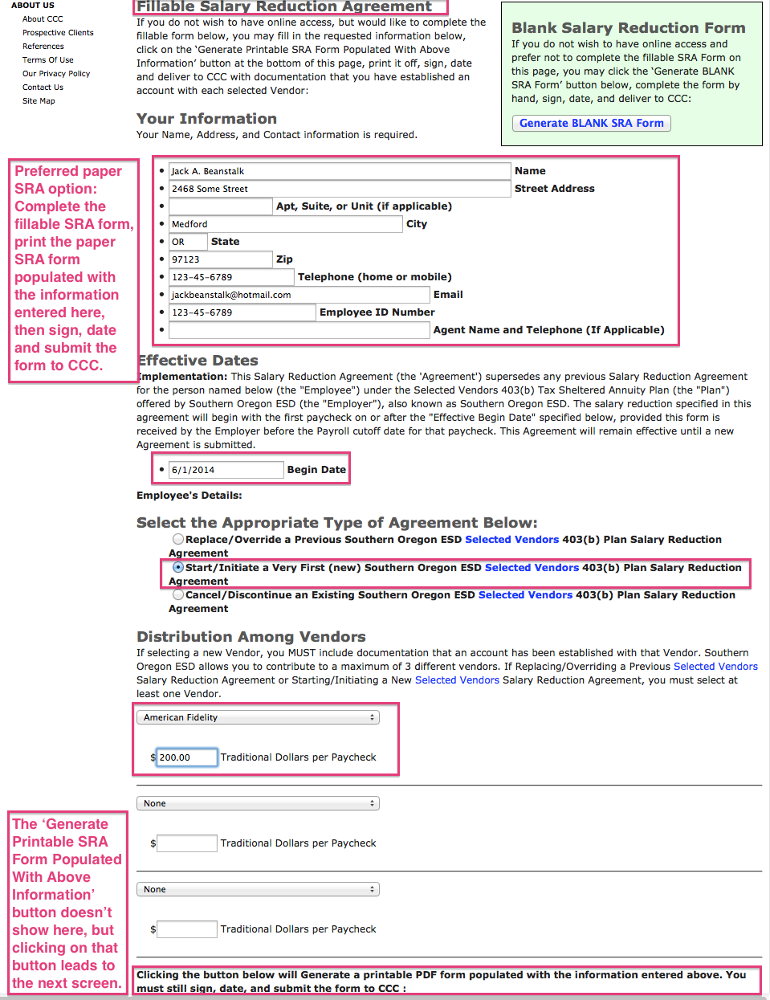 ABOUT US
About CCC
Prospective Clients
References
Terms Of Use
Our Privacy Policy
Contact Us
Site Map
Fillable Salary Reduction Agreement
If you do not wish to have online access, but would like to complete the
fillable form below, you may fill in the requested information below,
click on the 'Generate Printable SRA Form Populated With Above
Information' button at the bottom of this page, print it off, sign, date
and deliver to CCC with documentation that you have established an
account with each selected Vendor:
Blank Salary Reduction Form
If you do not wish to have online access and
prefer not to complete the fillable SRA Form on
this page, you may click the 'Generate BLANK
SRA Form' button below, complete the form by
hand, sign, date, and deliver to CCC:
Generate BLANK SRA Form
Your Information
Your Name, Address, and Contact information is required.
Preferred paper
SRA option:
Complete the
fillable SRA form,
print the paper
SRA form
populated with
the information
entered here,
then sign, date
and submit the
form to CCC.
• Jack A. Beanstalk Name
• 2468 Some Street Street Address
• Apt, Suite, or Unit (if applicable)
• Medford City
• OR State
• 97123 Zip
• 123-45-6789 Telephone (home or mobile)
• jackbeanstalk@hotmail.com Email
• 123-45-6789 Employee ID Number
• Agent Name and Telephone (If Applicable)
Effective Dates
Implementation: This Salary Reduction Agreement (the 'Agreement') supersedes any previous Salary Reduction Agreement
for the person named below (the "Employee") under the Selected Vendors 403(b) Tax Sheltered Annuity Plan (the "Plan")
offered by Southern Oregon ESD (the "Employer"), also known as Southern Oregon ESD. The salary reduction specified in this
agreement will begin with the first paycheck on or after the "Effective Begin Date" specified below, provided this form is
received by the Employer before the Payroll cutoff date for that paycheck. This Agreement will remain effective until a new
Agreement is submitted.
• 6/1/2014 Begin Date
Employee's Details:
Select the Appropriate Type of Agreement Below:
Replace/Override a Previous Southern Oregon ESD Selected Vendors 403(b) Plan Salary Reduction
Agreement
Start/Initiate a Very First (new) Southern Oregon ESD Selected Vendors 403(b) Plan Salary Reduction
Agreement
Cancel/Discontinue an Existing Southern Oregon ESD Selected Vendors 403(b) Plan Salary Reduction
Agreement
Distribution Among Vendors
If selecting a new Vendor, you MUST include documentation that an account has been established with that Vendor. Southern
Oregon ESD allows you to contribute to a maximum of 3 different vendors. If Replacing/Overriding a Previous Selected Vendors
Salary Reduction Agreement or Starting/Initiating a New Selected Vendors Salary Reduction Agreement, you must select at
least one Vendor.
American Fidelity
$ 200.00 Traditional Dollars per Paycheck
None
$ Traditional Dollars per Paycheck
None
$ Traditional Dollars per Paycheck
The 'Generate
Printable SRA
Form Populated
With Above
Information'
button doesn't
show here, but
clicking on that
button leads to
the next screen.
Clicking the button below will Generate a printable PDF form populated with the information entered above. You
must still sign, date, and submit the form to CCC :